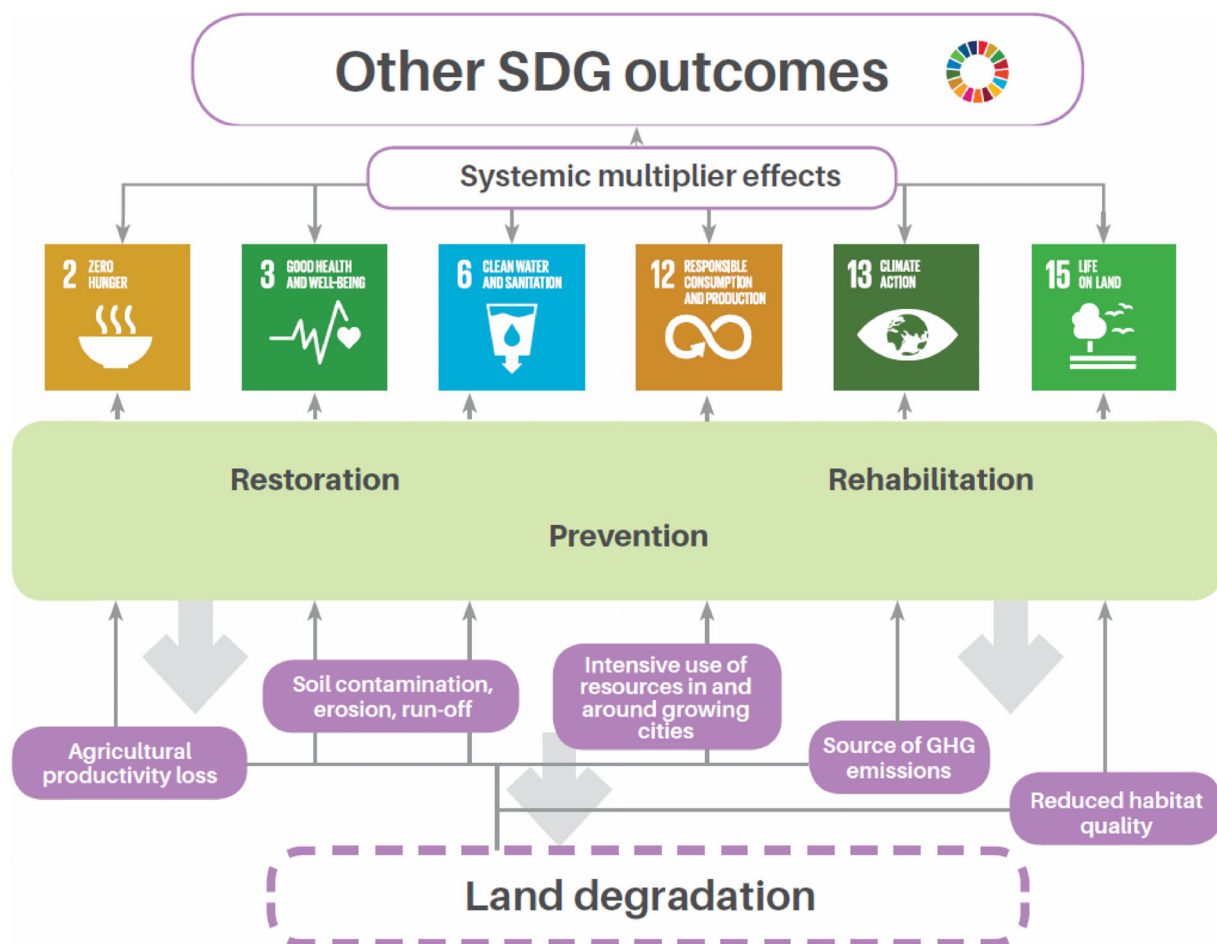 Other SDG outcomes
Systemic multiplier effects
2 ZERO
HUNGER
3 GOOD HEALTH
AND WELL-BEING
6 CLEAN WATER
AND SANITATION
12 RESPONSIBLE
CONSUMPTION
AND PRODUCTION
13 CLIMATE
ACTION
15 LIFE
ON LAND
Restoration
Rehabilitation
Prevention
Agricultural
productivity loss
Soil contamination,
erosion, run-off
Intensive use of
resources in and
around growing
cities
Source of GHG
emissions
Reduced habitat
quality
Land degradation